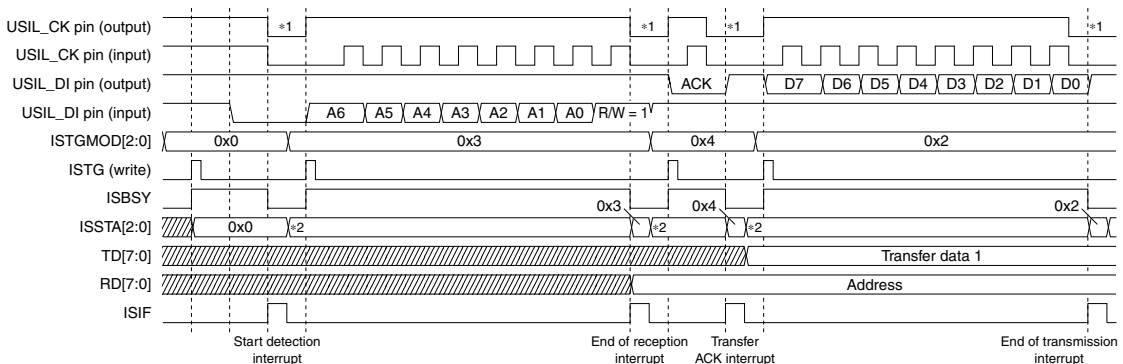 USIL_CK pin (output) *1 *1 *1 *1
USIL_CK pin (input)
USIL_DI pin (output) ACK D7 D6 D5 D4 D3 D2 D1 D0
USIL_DI pin (input) A6 A5 A4 A3 A2 A1 A0 R/W = 1
ISTGMOD[2:0] 0x0 0x3 0x4 0x2
ISTG (write)
ISBSY
0x3 0x4 0x2
ISSTA[2:0] 0x0 *2 *2 *2
TD[7:0] Transfer data 1
RD[7:0] Address
ISIF
Start detection interrupt
End of reception interrupt
Transfer ACK interrupt
End of transmission interrupt